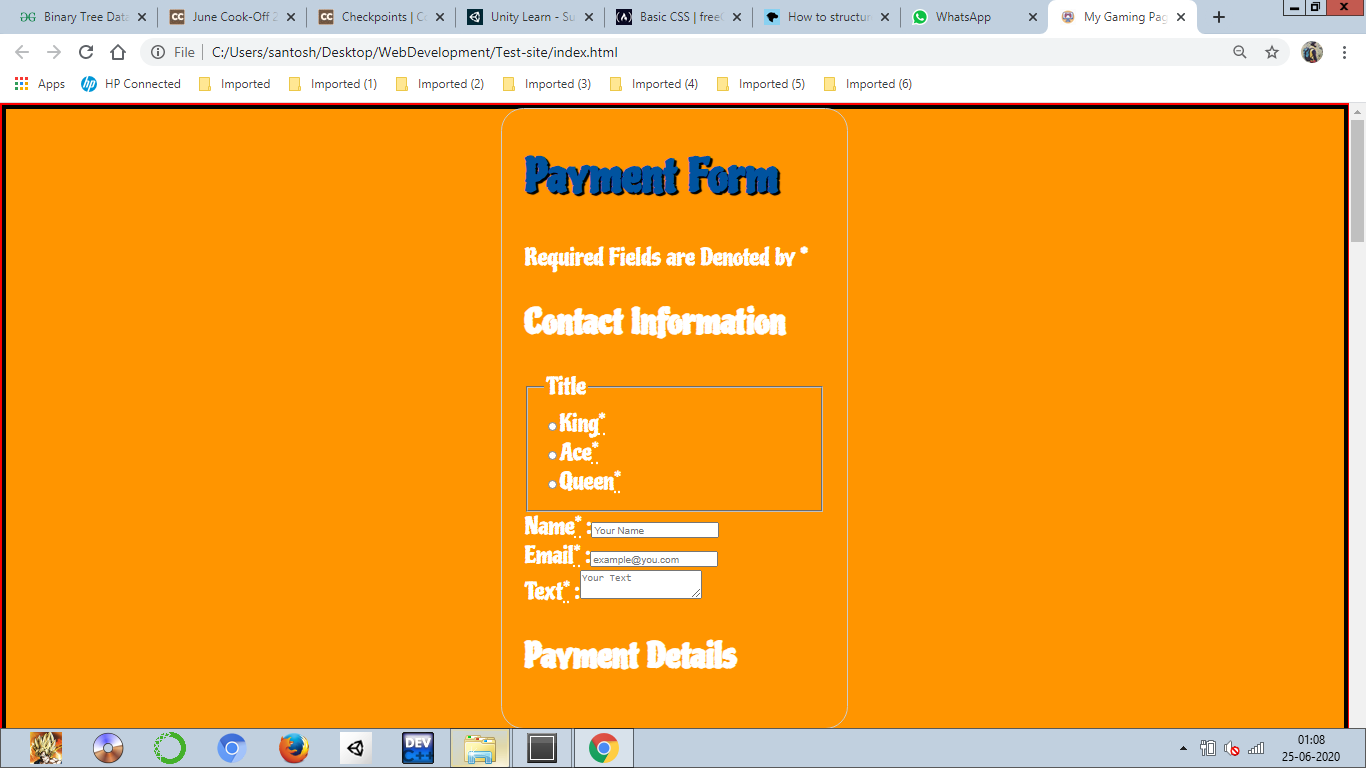 Binary Tree Data
June Cook-Off 2
Checkpoints | C
Unity Learn - Su
Basic CSS | free
How to structur
WhatsApp
My Gaming Pag
File C:/Users/santosh/Desktop/WebDevelopment/Test-site/index.html
Apps HP Connected Imported Imported (1) Imported (2) Imported (3) Imported (4) Imported (5) Imported (6)
Payment Form
Required Fields are Denoted by *
Contact Information
Title
King*
Ace*
Queen*
Name* : Your Name
Email* : example@you.com
Text* : Your Text
Payment Details
DEV C++
01:08
25-06-2020